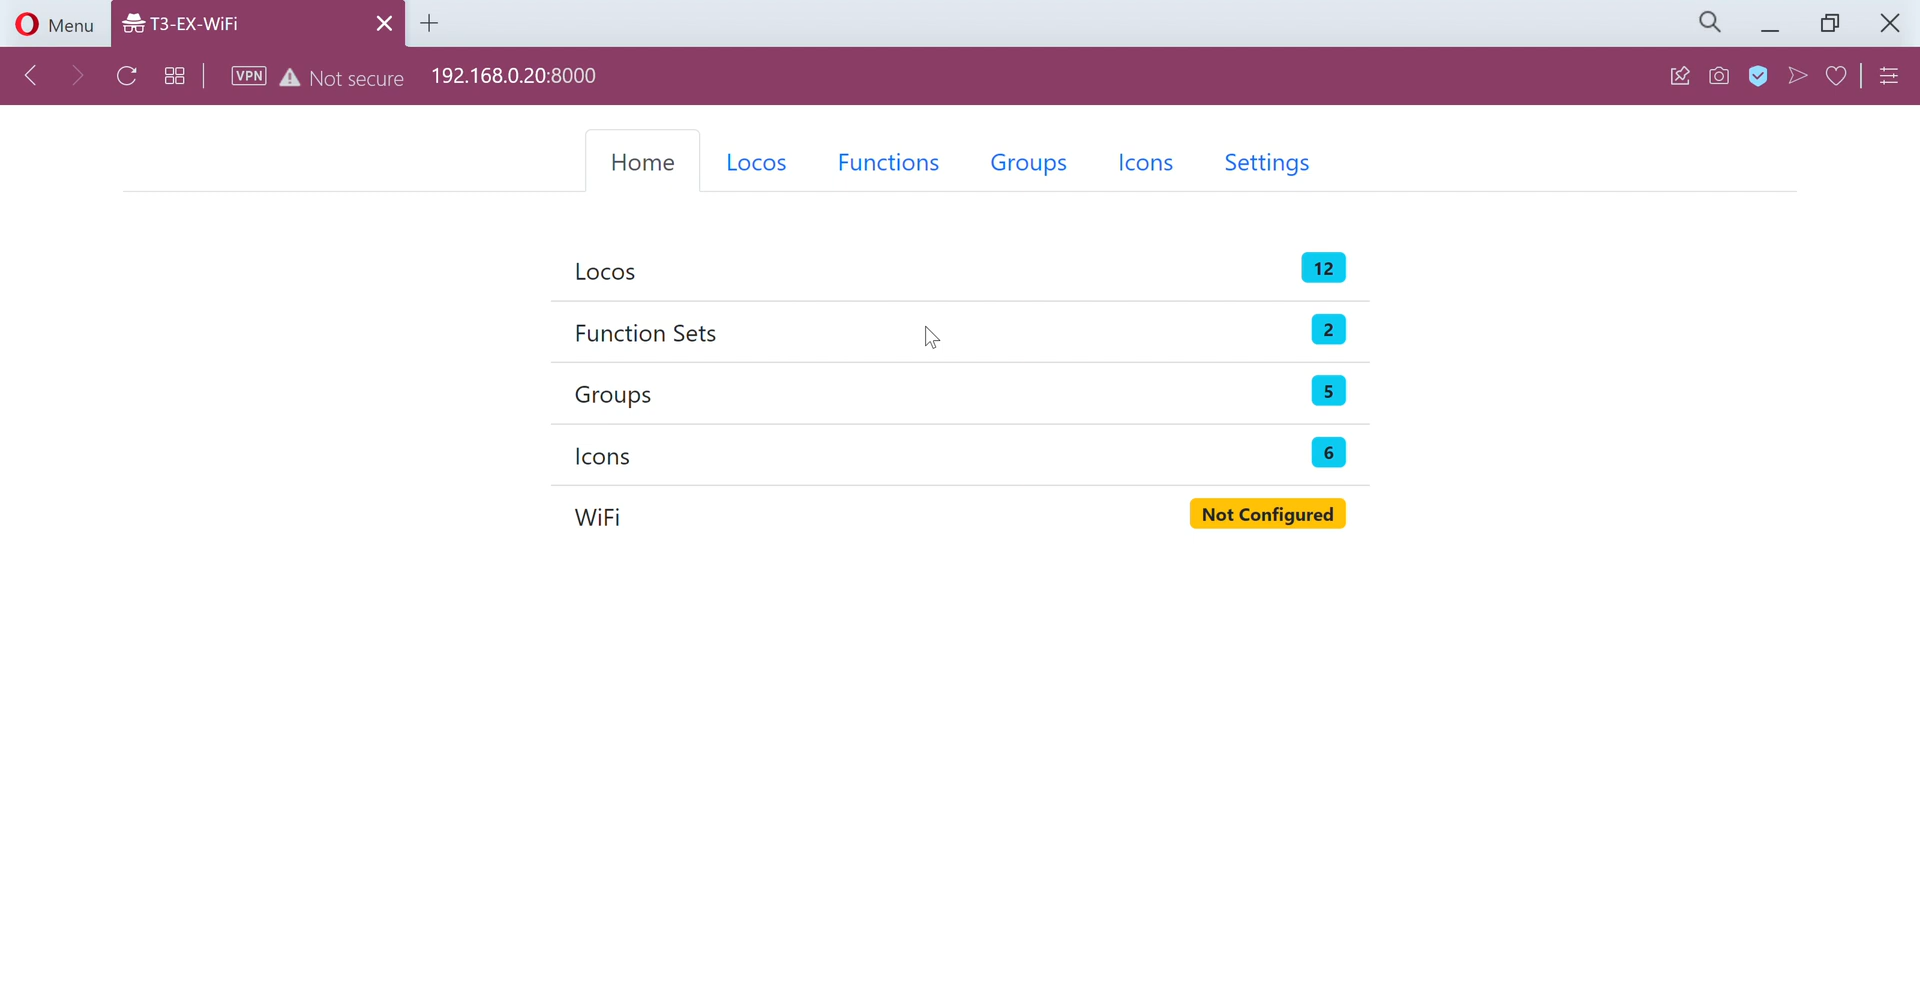 Menu
T3-EX-WiFi
VPN
Not secure
192.168.0.20:8000
Home Locos Functions Groups Icons Settings
Locos 12
Function Sets 2
Groups 5
Icons 6
WiFi Not Configured